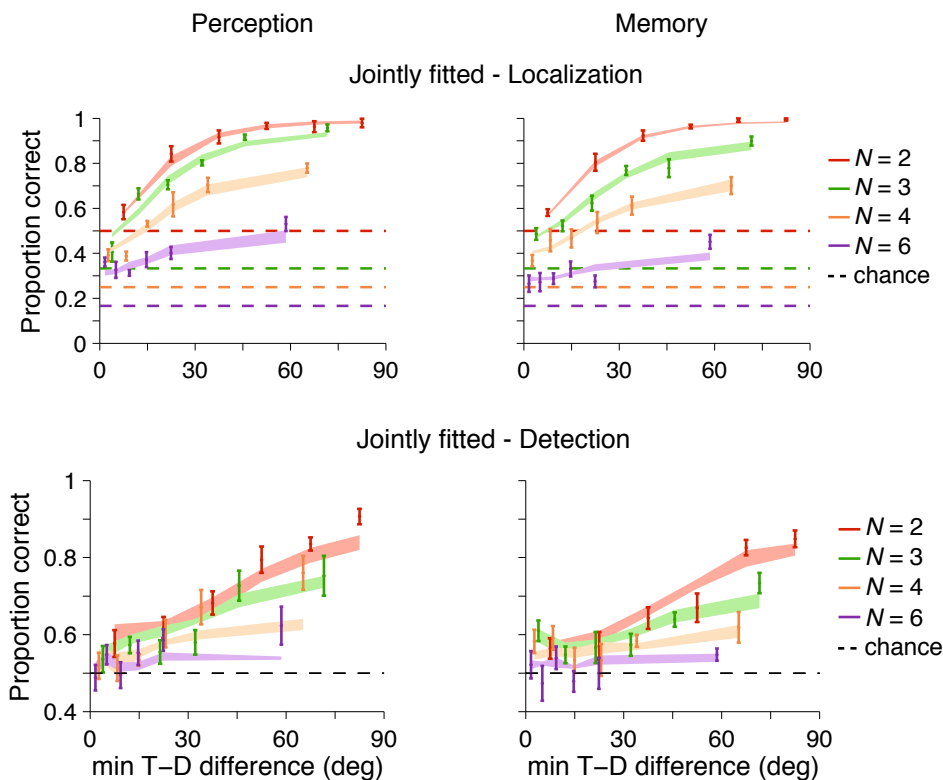 Perception
Memory
Jointly fitted - Localization
Proportion correct
1
0.8
0.6
0.4
0.2
0
0 30 60 90
0 30 60 90
N = 2
N = 3
N = 4
N = 6
chance
Jointly fitted - Detection
Proportion correct
1
0.8
0.6
0.4
0 30 60 90
min T–D difference (deg)
0 30 60 90
min T–D difference (deg)
N = 2
N = 3
N = 4
N = 6
chance